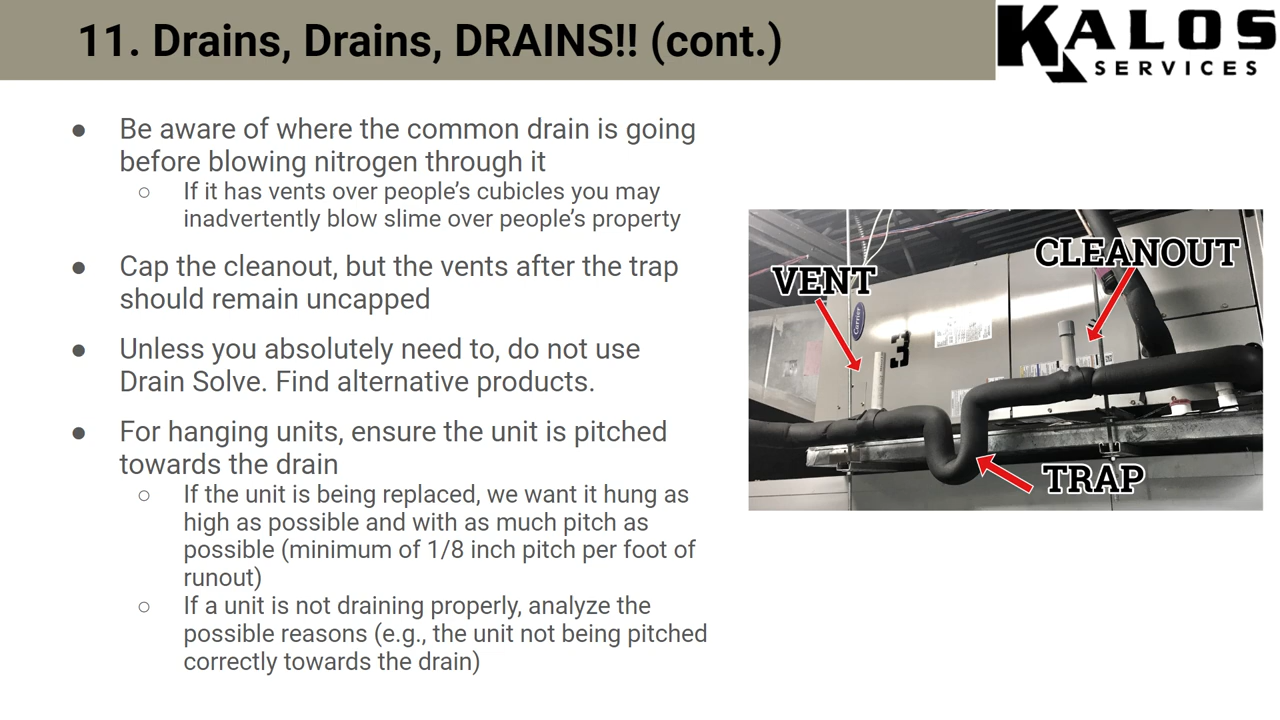 11. Drains, Drains, DRAINS!! (cont.)
KALOS
SERVICES
● Be aware of where the common drain is going
before blowing nitrogen through it
○ If it has vents over people’s cubicles you may
inadvertently blow slime over people’s property
● Cap the cleanout, but the vents after the trap
should remain uncapped
● Unless you absolutely need to, do not use
Drain Solve. Find alternative products.
● For hanging units, ensure the unit is pitched
towards the drain
○ If the unit is being replaced, we want it hung as
high as possible and with as much pitch as
possible (minimum of 1/8 inch pitch per foot of
runout)
○ If a unit is not draining properly, analyze the
possible reasons (e.g., the unit not being pitched
correctly towards the drain)
CLEANOUT
VENT
Carrier
3
TRAP